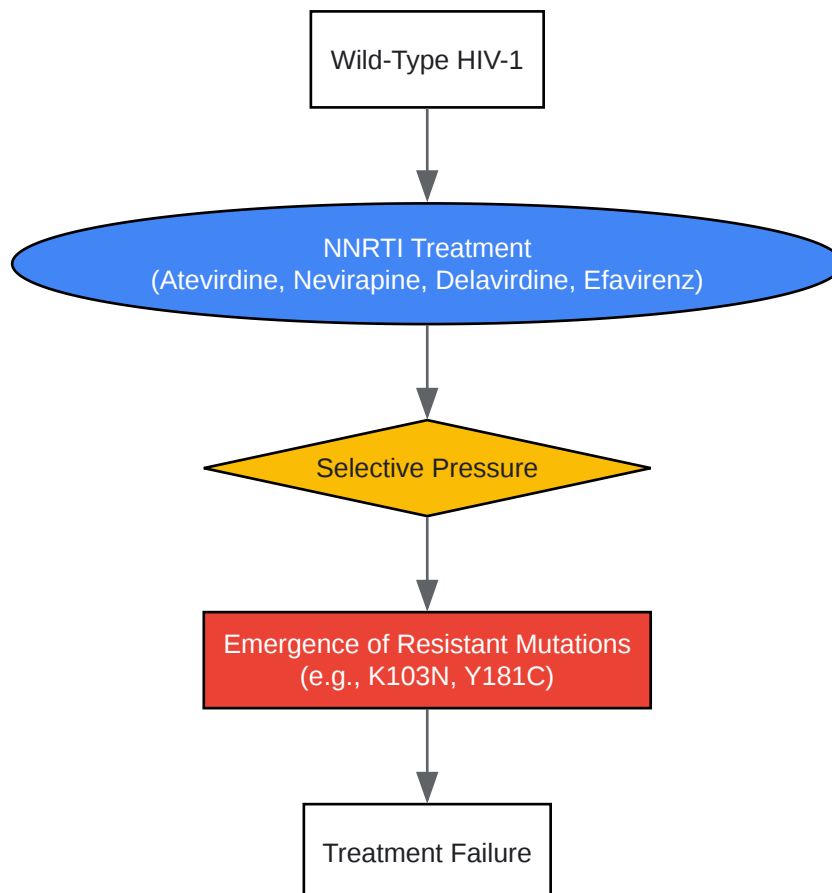 Wild-Type HIV-1
NNRTI Treatment
(Atevirdine, Nevirapine, Delavirdine, Efavirenz)
Selective Pressure
Emergence of Resistant Mutations
(e.g., K103N, Y181C)
Treatment Failure